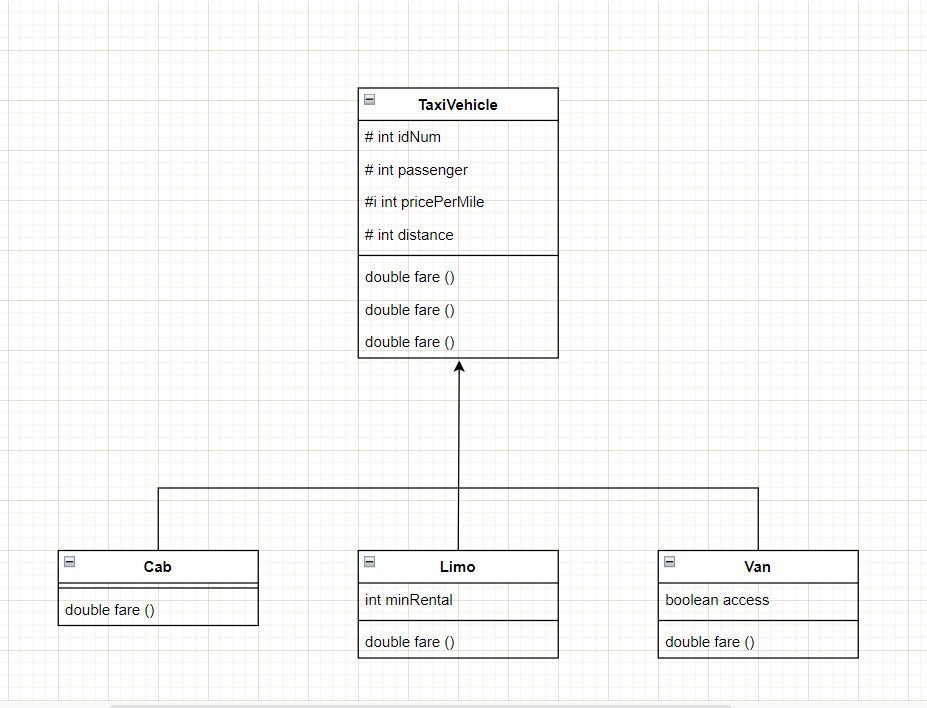 TaxiVehicle
# int idNum
# int passenger
#i int pricePerMile
# int distance
double fare ()
double fare ()
double fare ()
Cab
double fare ()
Limo
int minRental
double fare ()
Van
boolean access
double fare ()